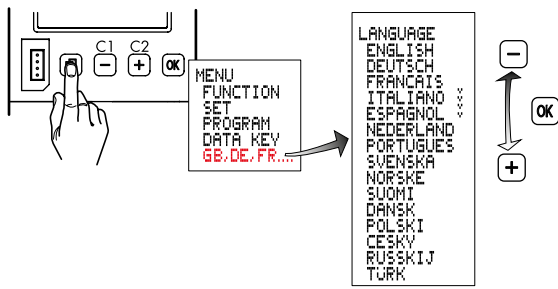 C1 C2
− + OK
MENU
FUNCTION
SET
PROGRAM
DATA KEY
GB,DE,FR....
LANGUAGE
ENGLISH
DEUTSCH
FRANCAIS
ITALIANO
ESPAGNOL
NEDERLAND
PORTUGUES
SVENSKA
NORSKE
SUOMI
DANSK
POLSKI
CESKY
RUSSKIJ
TURK
−
OK
+